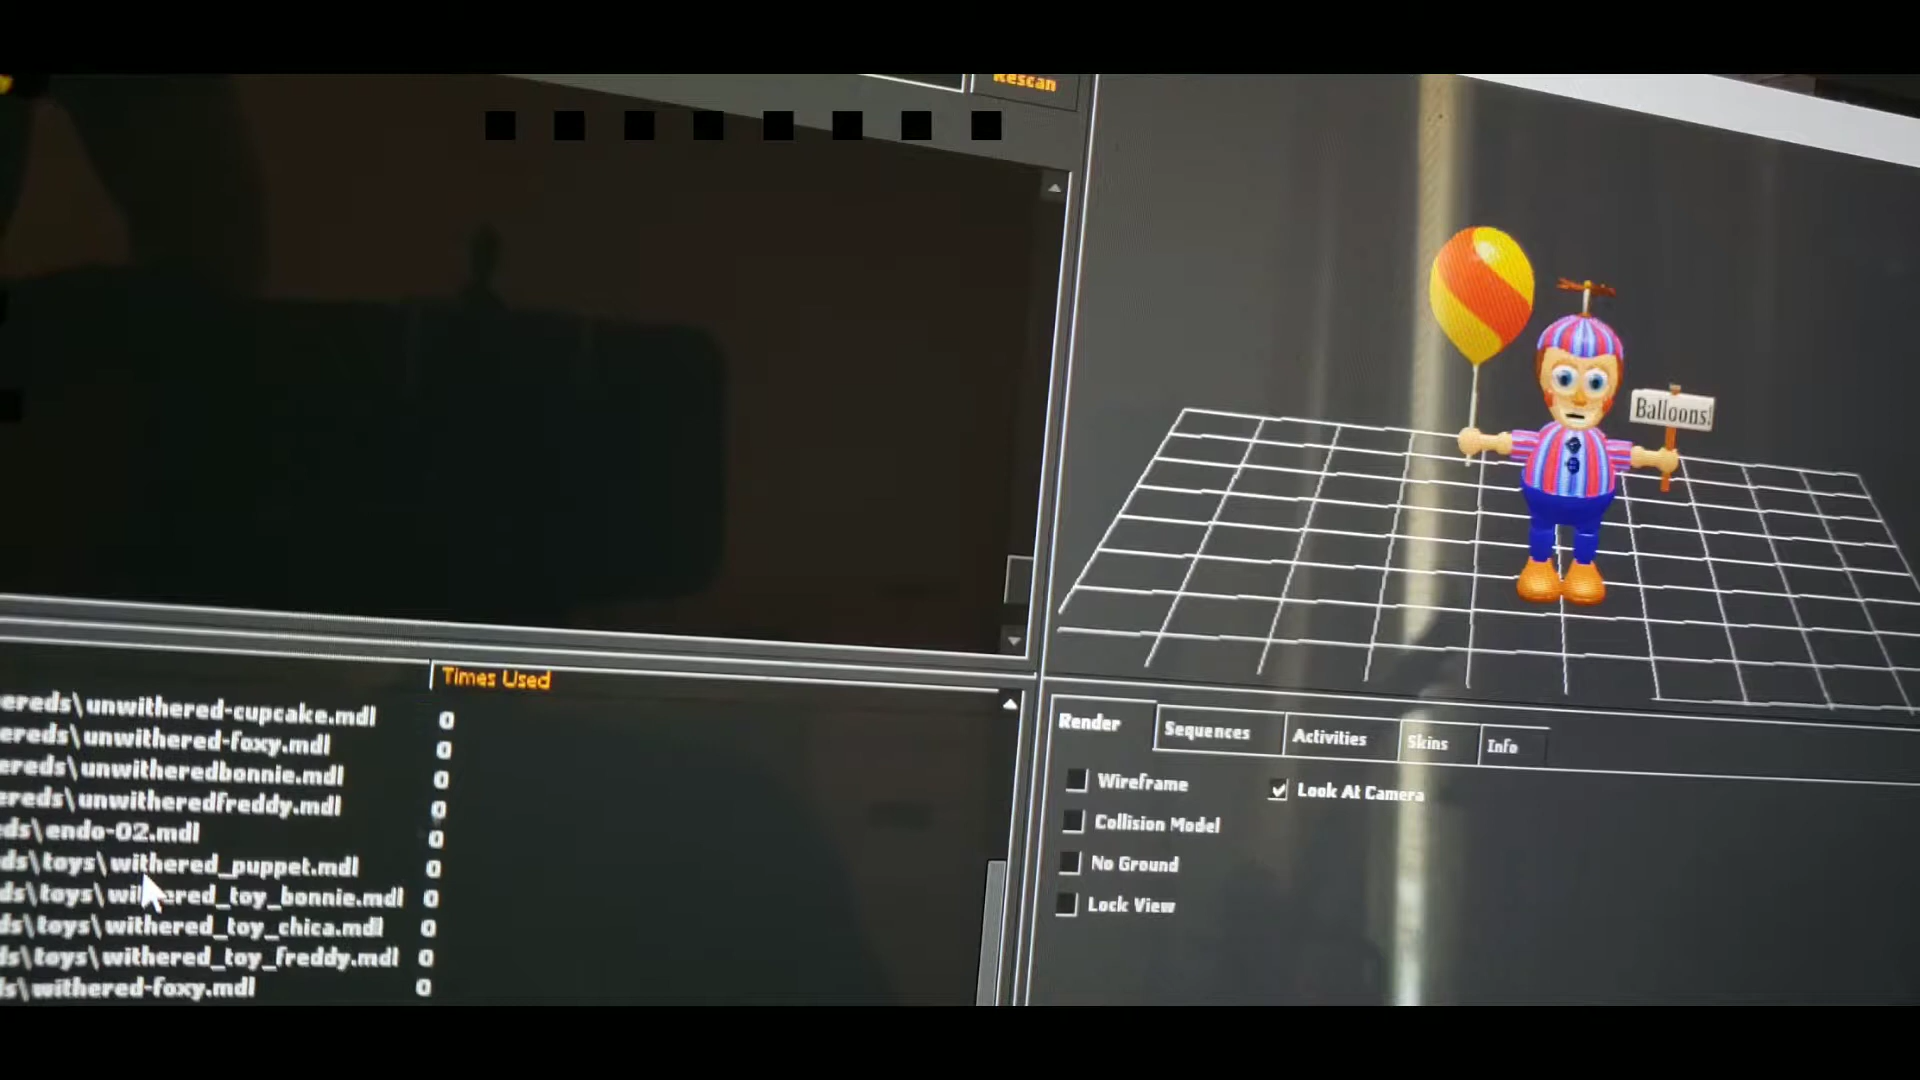 Rescan
Balloons!
Times Used
ereds\unwithered-cupcake.mdl 0
ereds\unwithered-foxy.mdl 0
ereds\unwitheredbonnie.mdl 0
ereds\unwitheredfreddy.mdl 0
ds\endo-02.mdl 0
ds\toys\withered_puppet.mdl 0
ds\toys\withered_toy_bonnie.mdl 0
ds\toys\withered_toy_chica.mdl 0
ds\toys\withered_toy_freddy.mdl 0
s\withered-foxy.mdl 0
Render Sequences Activities Skins Info
Wireframe Look At Camera
Collision Model
No Ground
Lock View